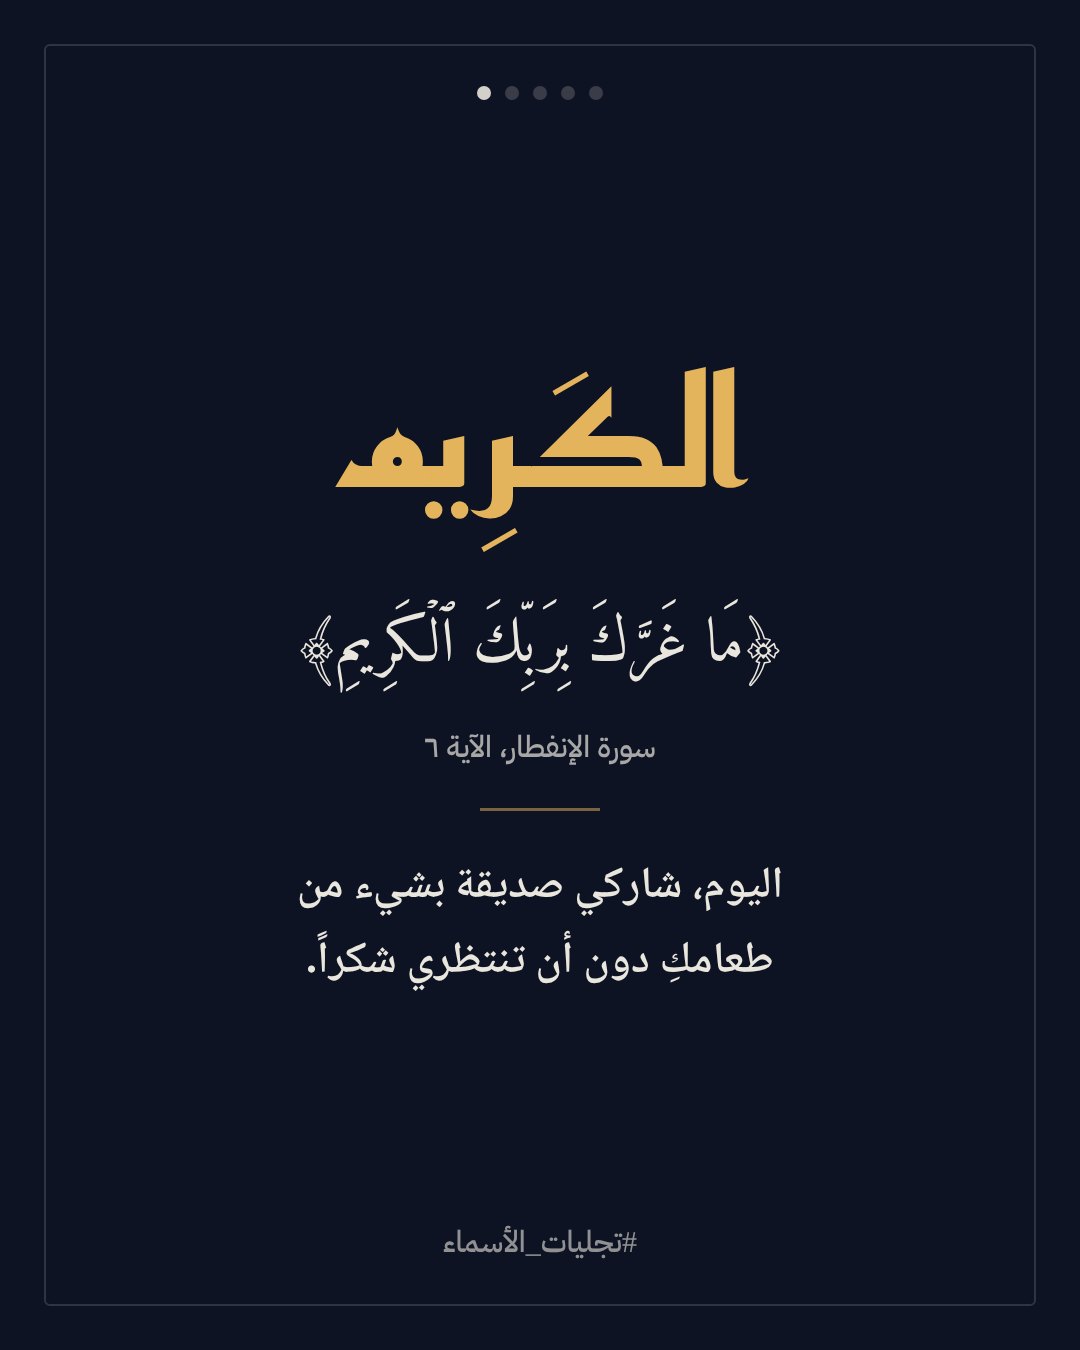 الكَرِيم
﴿مَا غَرَّكَ بِرَبِّكَ ٱلْكَرِيمِ﴾
سورة الإنفطار، الآية ٦
اليوم، شاركي صديقة بشيء من
طعامكِ دون أن تنتظري شكراً.
#تجليات_الأسماء